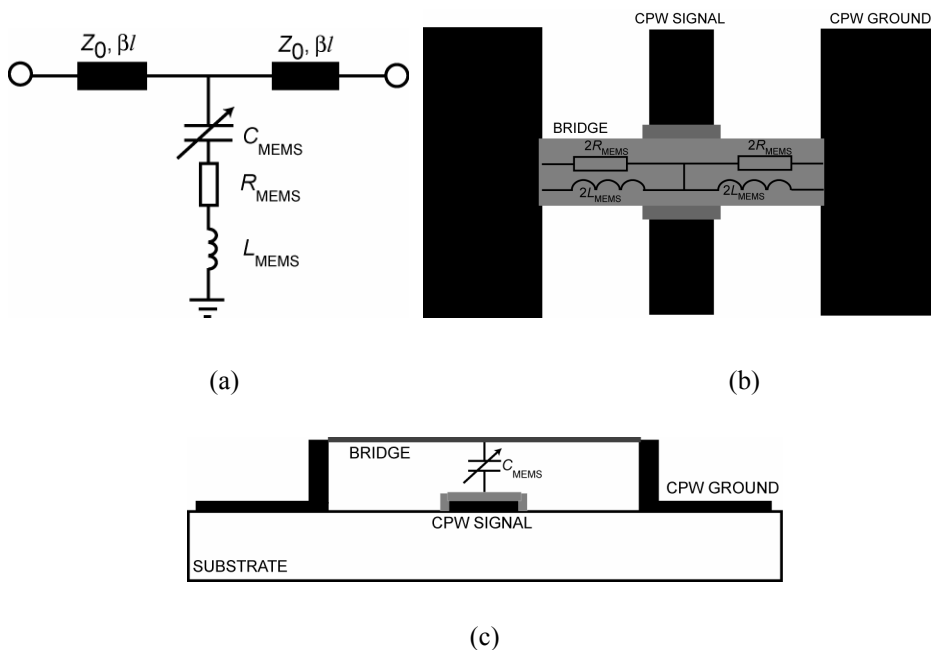 Z0, βl
Z0, βl
CMEMS
RMEMS
LMEMS
CPW SIGNAL
CPW GROUND
BRIDGE
2RMEMS
2RMEMS
2LMEMS
2LMEMS
(a)
(b)
BRIDGE
CMEMS
CPW GROUND
CPW SIGNAL
SUBSTRATE
(c)